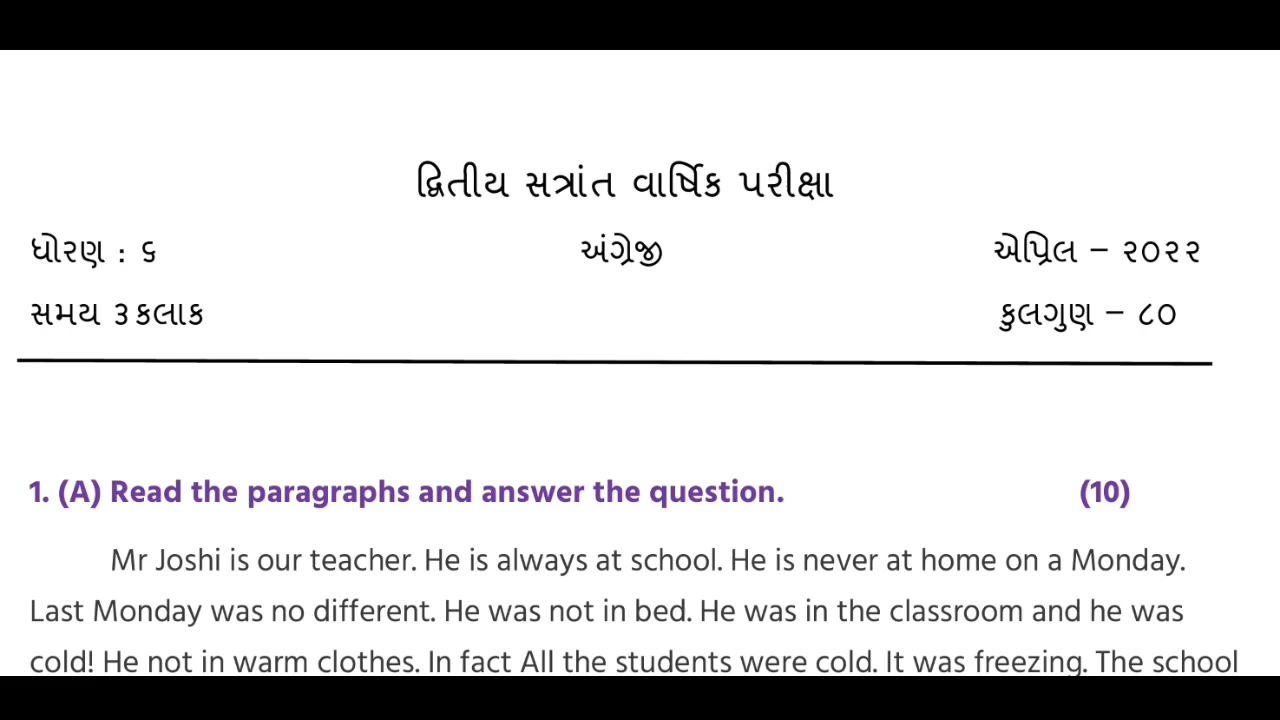 દ્વિતીય સત્રાંત વાર્ષિક પરીક્ષા
ધોરણ : ૬ અંગ્રેજી એપ્રિલ – ૨૦૨૨
સમય ૩ કલાક કુલગુણ – ૮૦
1. (A) Read the paragraphs and answer the question. (10)
Mr Joshi is our teacher. He is always at school. He is never at home on a Monday.
Last Monday was no different. He was not in bed. He was in the classroom and he was
cold! He not in warm clothes. In fact All the students were cold. It was freezing. The school